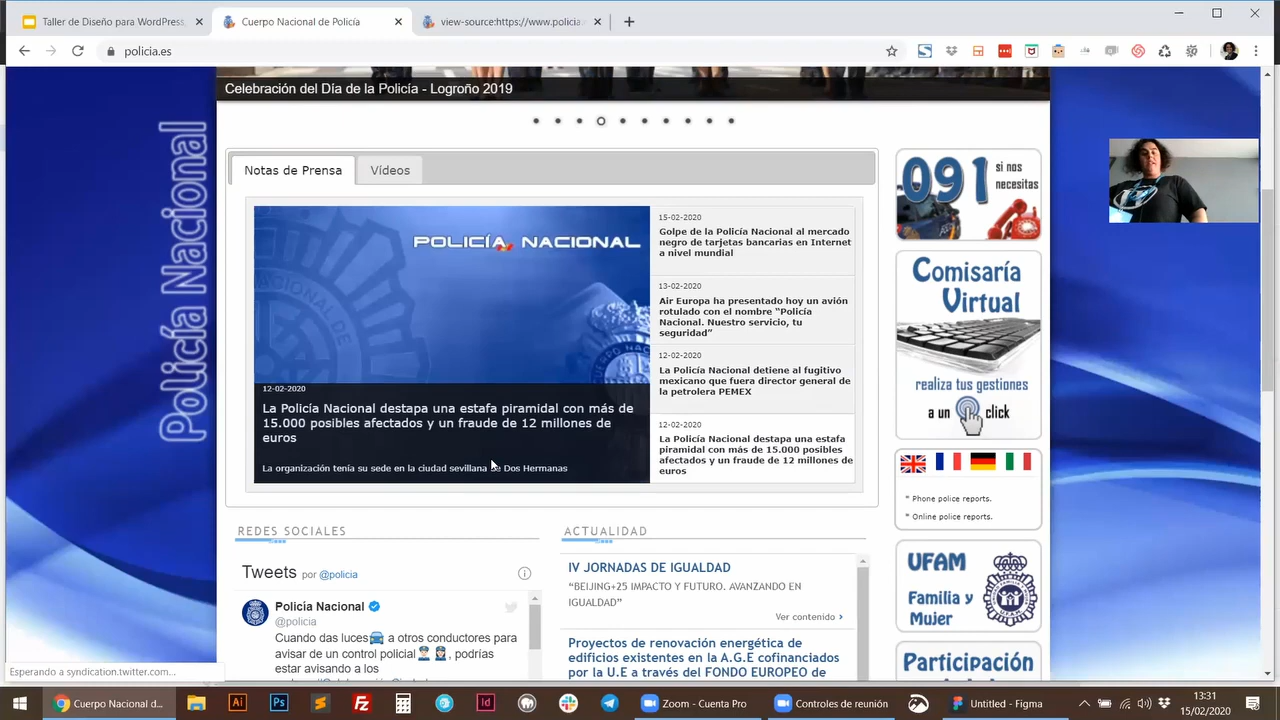 Taller de Diseño para WordPress
Cuerpo Nacional de Policía
view-source:https://www.policia.
policia.es
Celebración del Día de la Policía - Logroño 2019
Policía Nacional
Notas de Prensa
Vídeos
POLICÍA NACIONAL
12-02-2020
La Policía Nacional destapa una estafa piramidal con más de
15.000 posibles afectados y un fraude de 12 millones de
euros
La organización tenía su sede en la ciudad sevillana de Dos Hermanas
15-02-2020
Golpe de la Policía Nacional al mercado
negro de tarjetas bancarias en Internet
a nivel mundial
13-02-2020
Air Europa ha presentado hoy un avión
rotulado con el nombre “Policía
Nacional. Nuestro servicio, tu
seguridad”
12-02-2020
La Policía Nacional detiene al fugitivo
mexicano que fuera director general de
la petrolera PEMEX
12-02-2020
La Policía Nacional destapa una estafa
piramidal con más de 15.000 posibles
afectados y un fraude de 12 millones de
euros
091
si nos
necesitas
Comisaría
Virtual
realiza tus gestiones
a un click
* Phone police reports.
* Online police reports.
UFAM
Familia y
Mujer
Participación
REDES SOCIALES
Tweets por @policia
Policía Nacional
@policia
Cuando das luces a otros conductores para
avisar de un control policial , podrías
estar avisando a los
ACTUALIDAD
IV JORNADAS DE IGUALDAD
“BEIJING+25 IMPACTO Y FUTURO. AVANZANDO EN
IGUALDAD”
Ver contenido
Proyectos de renovación energética de
edificios existentes en la A.G.E cofinanciados
por la U.E a través del FONDO EUROPEO DE
Esperando a syndication.twitter.com...
Cuerpo Nacional d...
Ai
Ps
Fz
Id
Zoom - Cuenta Pro
Controles de reunión
Untitled - Figma
13:31
15/02/2020